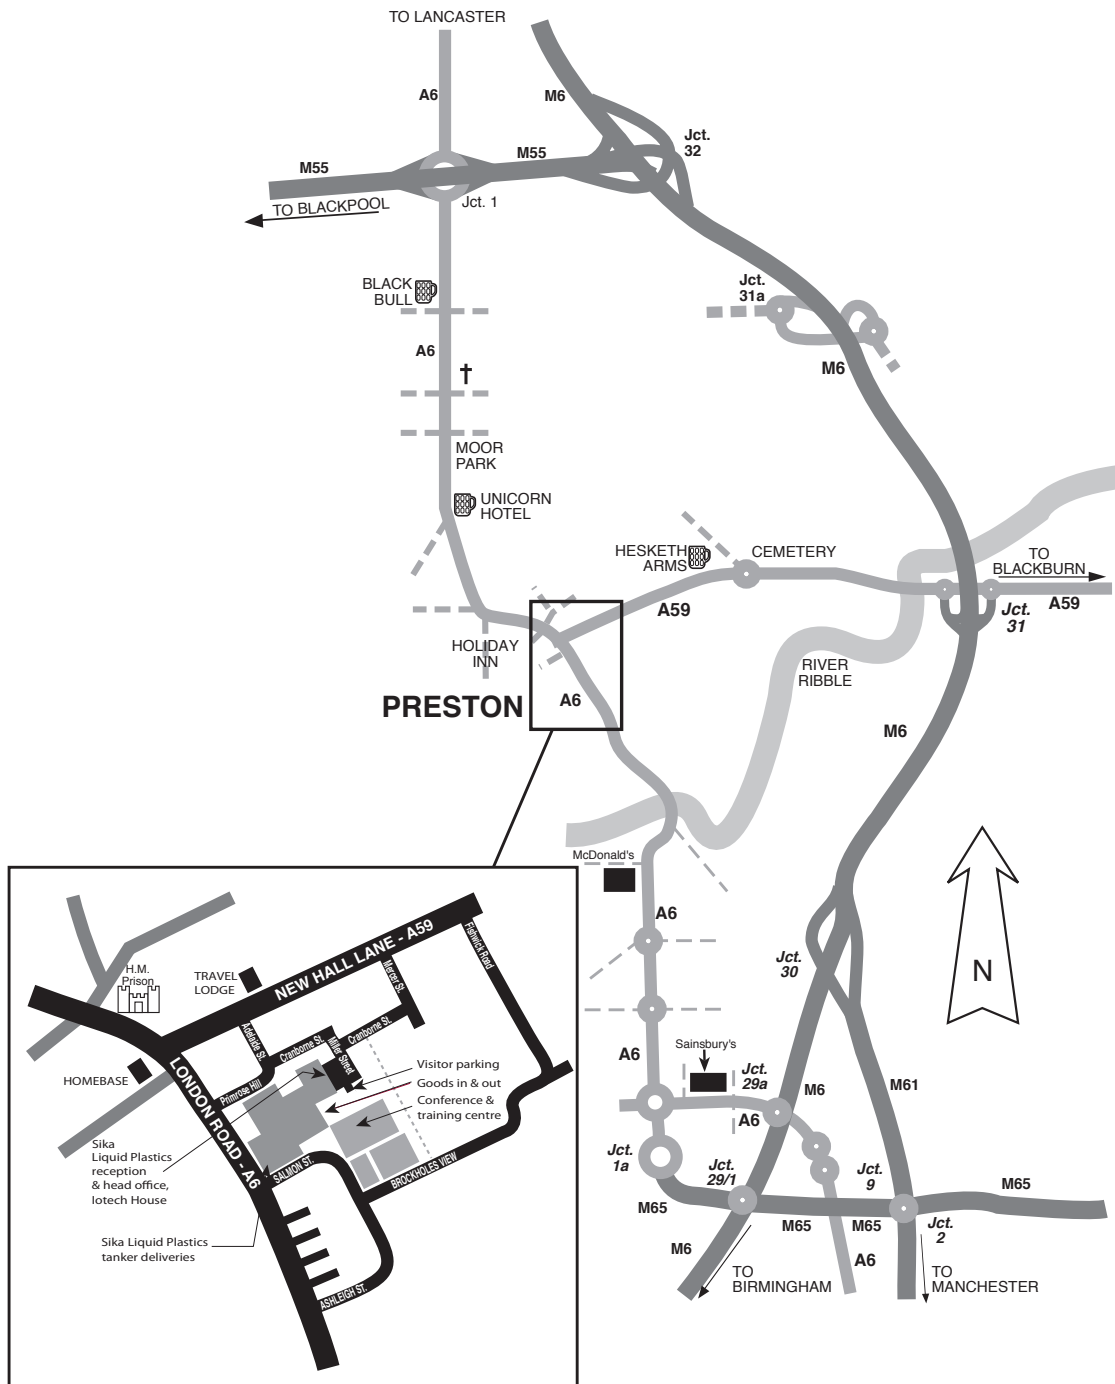 TO LANCASTER
A6
M6
Jct.
32
M55
M55
TO BLACKPOOL
Jct. 1
BLACK
BULL
Jct.
31a
A6
M6
MOOR
PARK
UNICORN
HOTEL
HESKETH
ARMS
CEMETERY
TO
BLACKBURN
A59
A59
Jct.
31
HOLIDAY
INN
RIVER
RIBBLE
PRESTON
A6
M6
McDonald's
A6
Jct.
30
N
A6
Sainsbury's
Jct.
29a
M6
M61
A6
Jct.
1a
Jct.
29/1
Jct.
9
M65
M65
M65
M65
Jct.
2
M6
A6
TO
BIRMINGHAM
TO
MANCHESTER
H.M.
Prison
TRAVEL
LODGE
NEW HALL LANE - A59
Fishwick Road
Mercer St.
Adelaide St.
Cranborne St.
Miller Street
Cranborne St.
HOMEBASE
LONDON ROAD - A6
Primrose Hill
Visitor parking
Goods in & out
Conference &
training centre
Sika
Liquid Plastics
reception
& head office,
Iotech House
SALMON ST.
BROCKHOLES VIEW
Sika Liquid Plastics
tanker deliveries
ASHLEIGH ST.